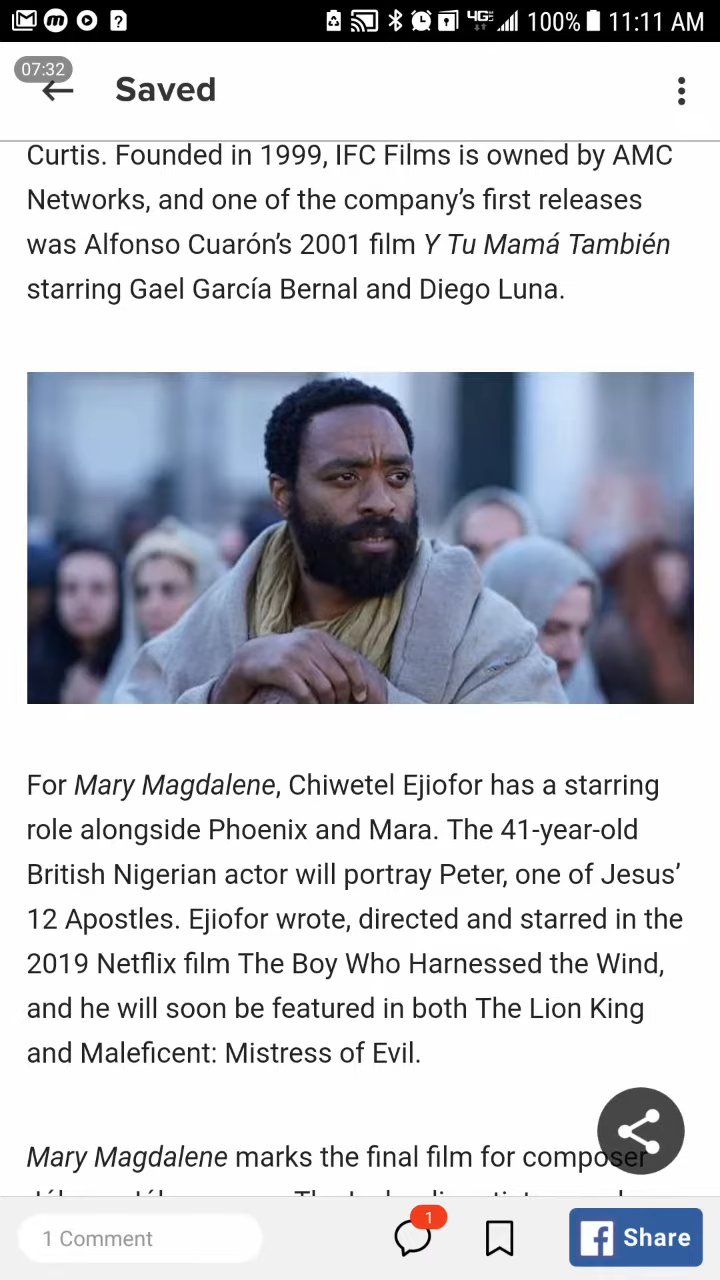 100% 11:11 AM
07:32
Saved
Curtis. Founded in 1999, IFC Films is owned by AMC
Networks, and one of the company’s first releases
was Alfonso Cuarón’s 2001 film Y Tu Mamá También
starring Gael García Bernal and Diego Luna.
For Mary Magdalene, Chiwetel Ejiofor has a starring
role alongside Phoenix and Mara. The 41-year-old
British Nigerian actor will portray Peter, one of Jesus’
12 Apostles. Ejiofor wrote, directed and starred in the
2019 Netflix film The Boy Who Harnessed the Wind,
and he will soon be featured in both The Lion King
and Maleficent: Mistress of Evil.
Mary Magdalene marks the final film for composer
1 Comment
1
Share